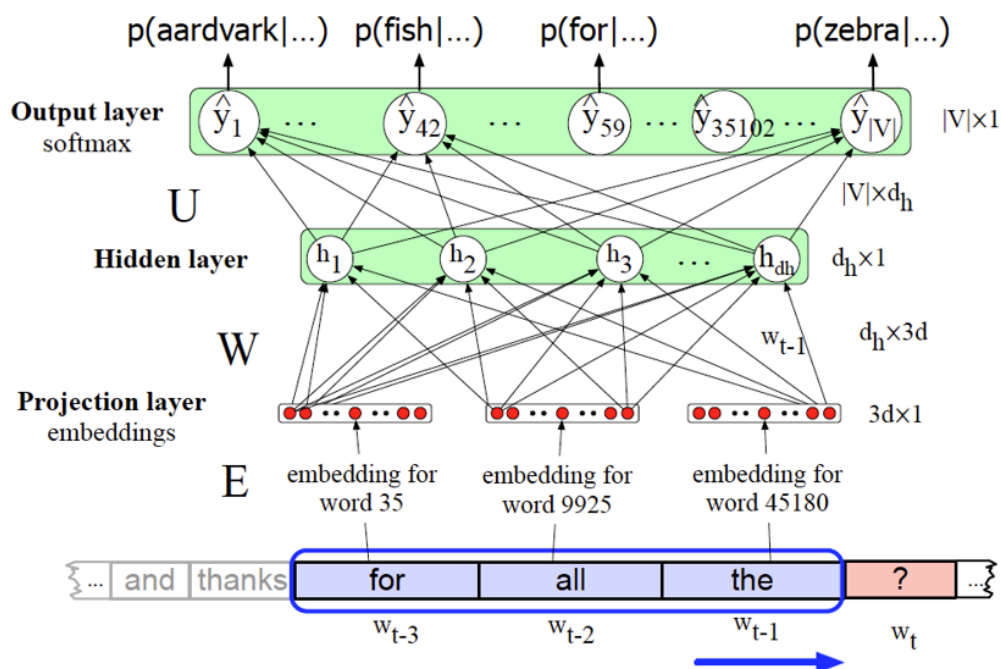 p(aardvark|...) p(fish|...) p(for|...) p(zebra|...)
Output layer
softmax
ŷ1 ... ŷ42 ... ŷ59 ... ŷ35102 ... ŷ|V| |V|×1
U |V|×dh
Hidden layer h1 h2 h3 ... hdh dh×1
W wt-1 dh×3d
Projection layer
embeddings
3d×1
E
embedding for
word 35
embedding for
word 9925
embedding for
word 45180
... and thanks for all the ? ...
wt-3 wt-2 wt-1 wt